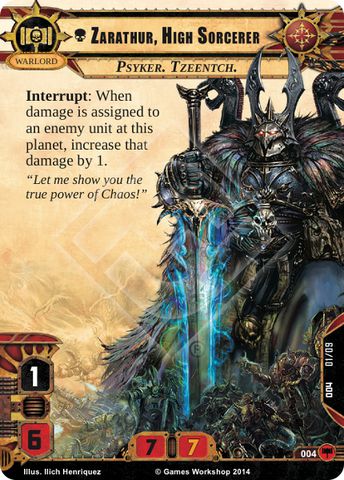 Zarathur, High Sorcerer
WARLORD
Psyker. Tzeentch.
Interrupt: When
damage is assigned to
an enemy unit at this
planet, increase that
damage by 1.
“Let me show you the
true power of Chaos!”
1
6
7 7
004 01/09
004
Illus. Ilich Henriquez
© Games Workshop 2014